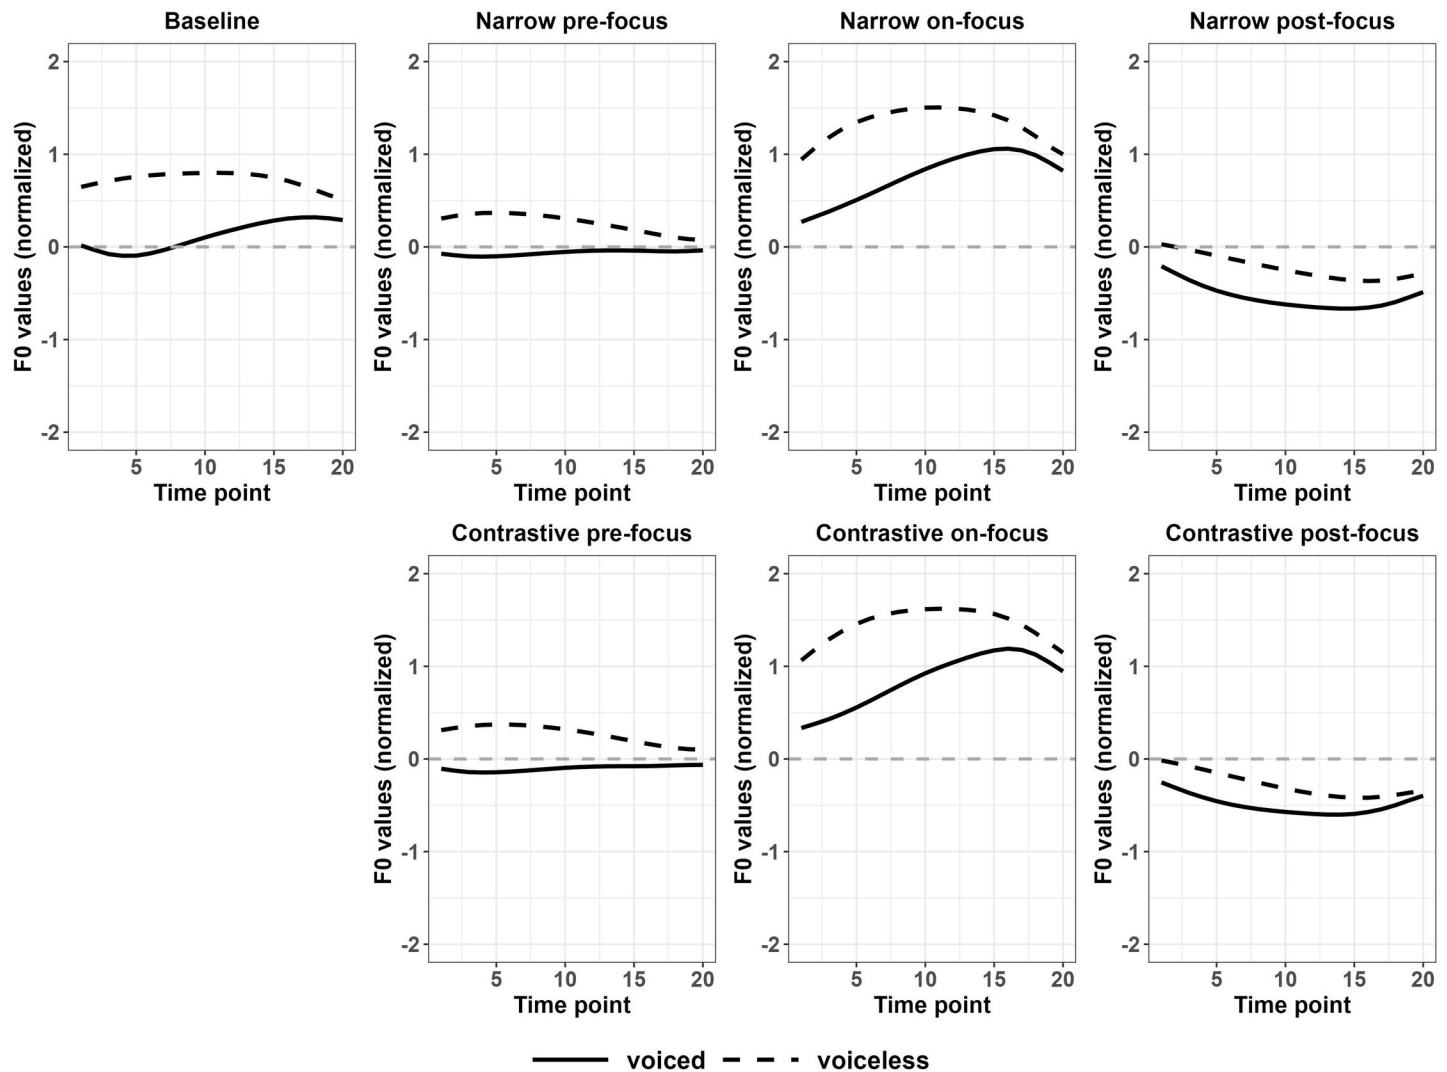 Baseline
F0 values (normalized)
2
1
0
-1
-2
5 10 15 20
Time point
Narrow pre-focus
F0 values (normalized)
2
1
0
-1
-2
5 10 15 20
Time point
Narrow on-focus
F0 values (normalized)
2
1
0
-1
-2
5 10 15 20
Time point
Narrow post-focus
F0 values (normalized)
2
1
0
-1
-2
5 10 15 20
Time point
Contrastive pre-focus
F0 values (normalized)
2
1
0
-1
-2
5 10 15 20
Time point
Contrastive on-focus
F0 values (normalized)
2
1
0
-1
-2
5 10 15 20
Time point
Contrastive post-focus
F0 values (normalized)
2
1
0
-1
-2
5 10 15 20
Time point
voiced voiceless